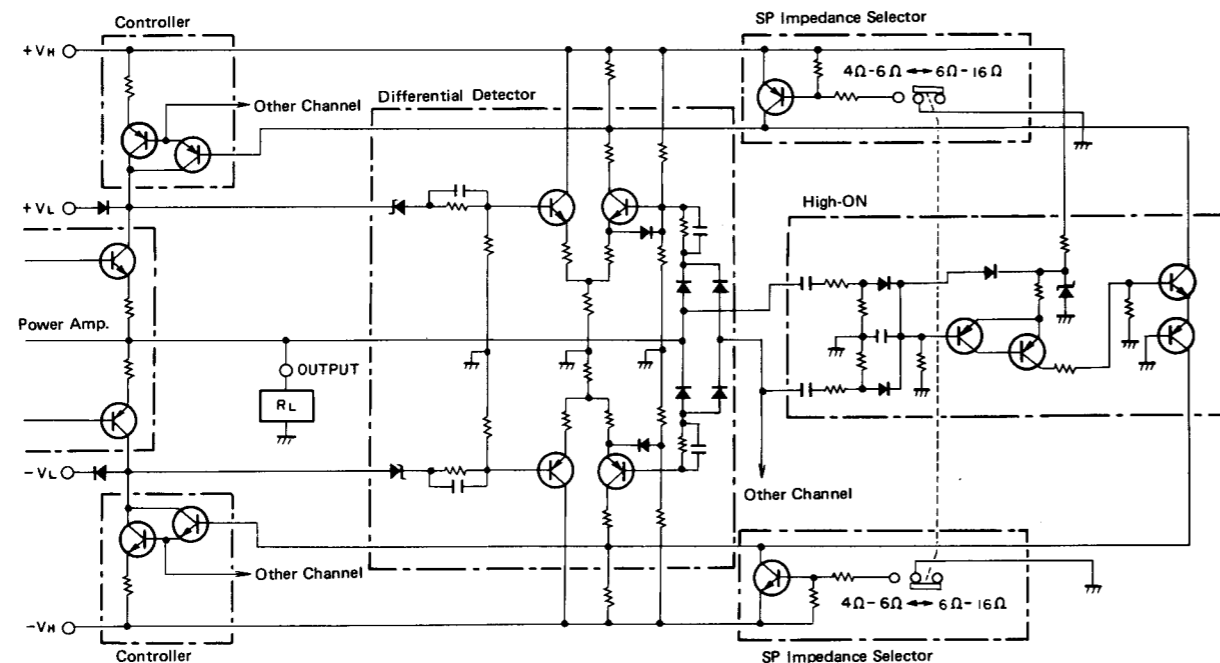 Controller
SP Impedance Selector
+VH
4Ω-6Ω ↔ 6Ω-16Ω
Other Channel
Differential Detector
+VL
High-ON
Power Amp.
OUTPUT
RL
-VL
Other Channel
Other Channel
4Ω-6Ω ↔ 6Ω-16Ω
-VH
Controller
SP Impedance Selector